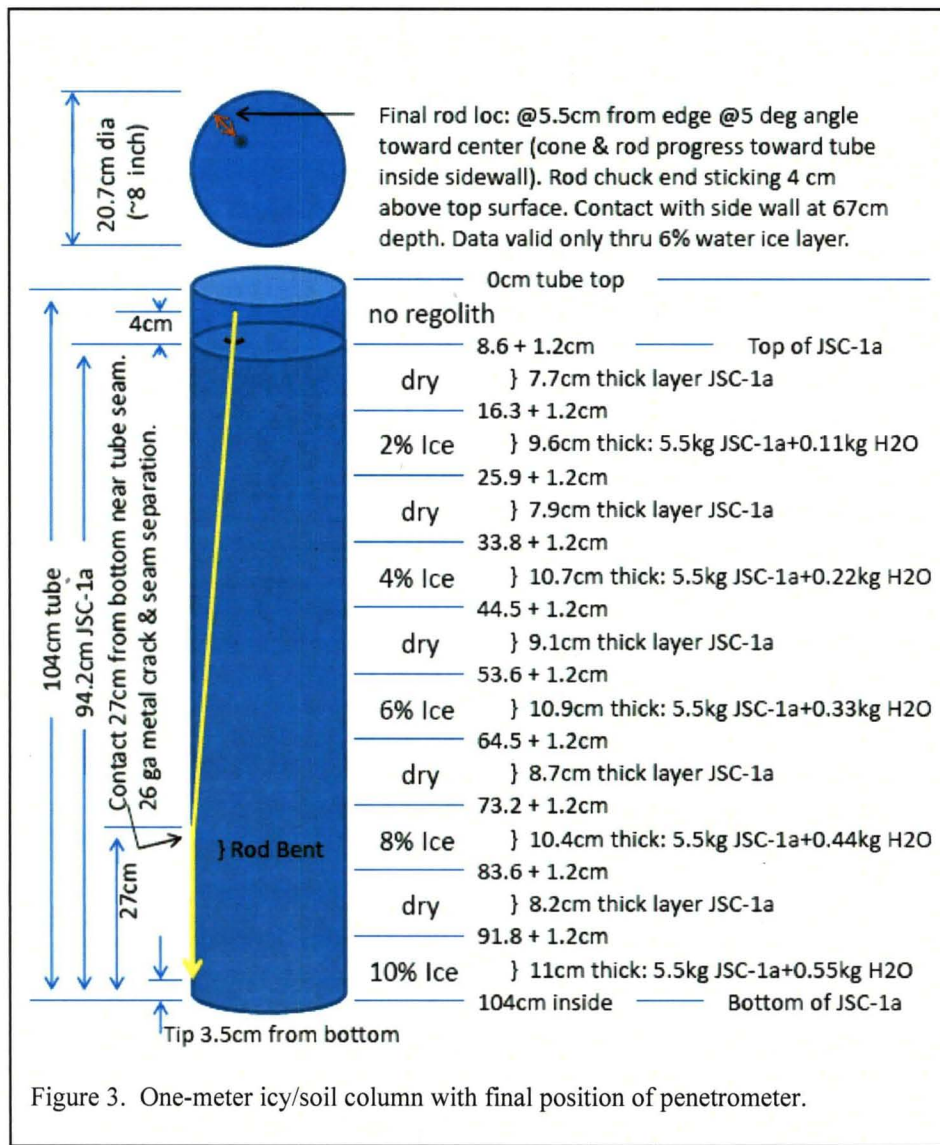 20.7cm dia
(~8 inch)
Final rod loc: @5.5cm from edge @5 deg angle
toward center (cone & rod progress toward tube
inside sidewall). Rod chuck end sticking 4 cm
above top surface. Contact with side wall at 67cm
depth. Data valid only thru 6% water ice layer.
0cm tube top
4cm
no regolith
8.6 + 1.2cm
Top of JSC-1a
dry
} 7.7cm thick layer JSC-1a
16.3 + 1.2cm
2% Ice
} 9.6cm thick: 5.5kg JSC-1a+0.11kg H2O
25.9 + 1.2cm
dry
} 7.9cm thick layer JSC-1a
33.8 + 1.2cm
4% Ice
} 10.7cm thick: 5.5kg JSC-1a+0.22kg H2O
44.5 + 1.2cm
dry
} 9.1cm thick layer JSC-1a
53.6 + 1.2cm
6% Ice
} 10.9cm thick: 5.5kg JSC-1a+0.33kg H2O
64.5 + 1.2cm
dry
} 8.7cm thick layer JSC-1a
73.2 + 1.2cm
8% Ice
} 10.4cm thick: 5.5kg JSC-1a+0.44kg H2O
83.6 + 1.2cm
dry
} 8.2cm thick layer JSC-1a
91.8 + 1.2cm
10% Ice
} 11cm thick: 5.5kg JSC-1a+0.55kg H2O
104cm inside
Bottom of JSC-1a
104cm tube
94.2cm JSC-1a
Contact 27cm from bottom near tube seam.
26 ga metal crack & seam separation.
27cm
} Rod Bent
Tip 3.5cm from bottom
Figure 3. One-meter icy/soil column with final position of penetrometer.